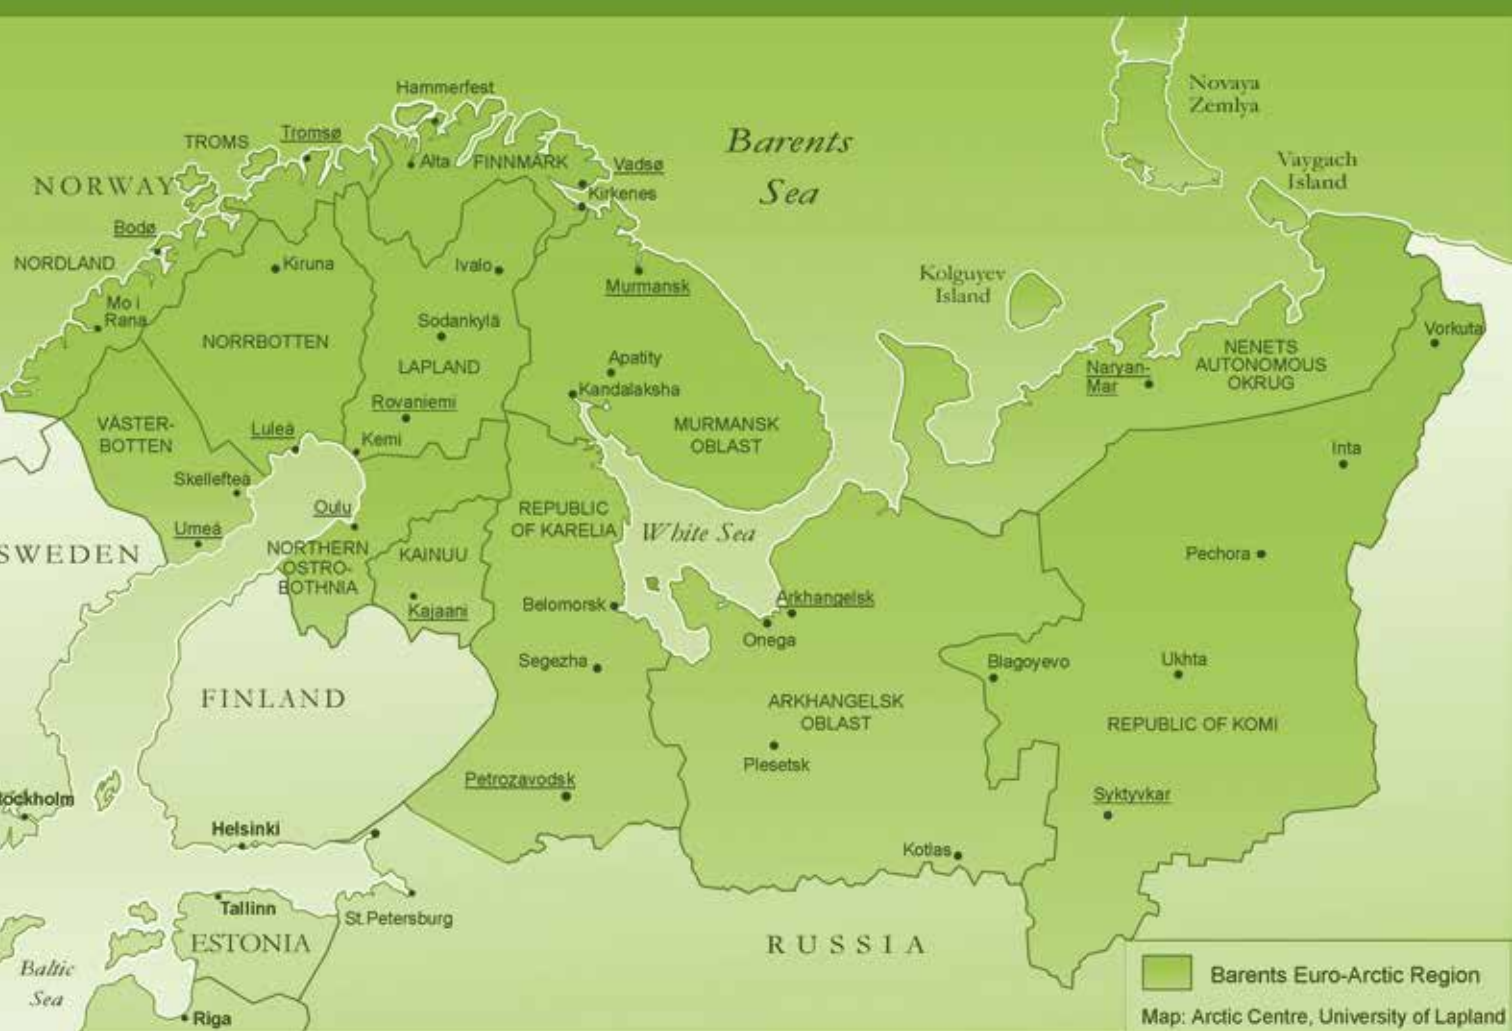 Hammerfest
Novaya
Zemlya
TROMS
Tromsø
Barents
Sea
Alta
FINNMARK
Vadsø
Kirkenes
Vaygach
Island
NORWAY
Bodø
NORDLAND
Kiruna
Ivalo
Murmansk
Kolguyev
Island
Mo i
Rana
NORRBOTTEN
Sodankylä
LAPLAND
Apatity
Kandalaksha
Rovaniemi
Naryan-
Mar
NENETS
AUTONOMOUS
OKRUG
Vorkuta
VÄSTER-
BOTTEN
Luleå
Kemi
MURMANSK
OBLAST
Inta
Skellefteå
Oulu
REPUBLIC
OF KARELIA
White Sea
Umeå
SWEDEN
NORTHERN
OSTRO-
BOTHNIA
KAINUU
Pechora
Kajaani
Belomorsk
Arkhangelsk
Onega
Segezha
Blagoyevo
Ukhta
FINLAND
ARKHANGELSK
OBLAST
REPUBLIC OF KOMI
Plesetsk
Petrozavodsk
Syktyvkar
tockholm
Helsinki
Kotlas
Tallinn
St.Petersburg
ESTONIA
RUSSIA
Baltic
Sea
Riga
Barents Euro-Arctic Region
Map: Arctic Centre, University of Lapland